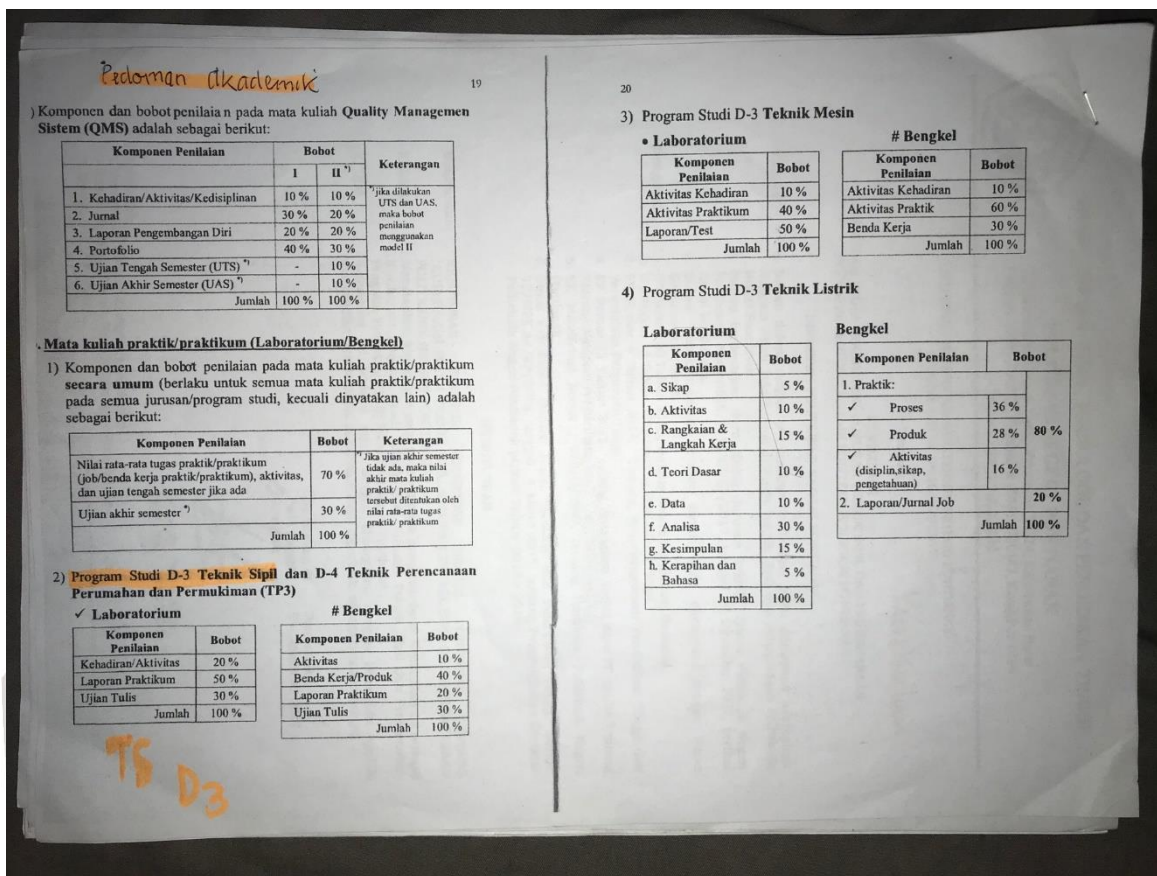 Pedoman Akademik
19
) Komponen dan bobot penilaian pada mata kuliah Quality Managemen
Sistem (QMS) adalah sebagai berikut:
Komponen Penilaian Bobot Keterangan
I II *)
1. Kehadiran/Aktivitas/Kedisiplinan 10 % 10 %
2. Jurnal 30 % 20 %
3. Laporan Pengembangan Diri 20 % 20 %
4. Portofolio 40 % 30 %
5. Ujian Tengah Semester (UTS) *) - 10 %
6. Ujian Akhir Semester (UAS) *) - 10 %
Jumlah 100 % 100 %
*) jika dilakukan
UTS dan UAS,
maka bobot
penilaian
menggunakan
model II
. Mata kuliah praktik/praktikum (Laboratorium/Bengkel)
1) Komponen dan bobot penilaian pada mata kuliah praktik/praktikum
secara umum (berlaku untuk semua mata kuliah praktik/praktikum
pada semua jurusan/program studi, kecuali dinyatakan lain) adalah
sebagai berikut:
Komponen Penilaian Bobot Keterangan
Nilai rata-rata tugas praktik/praktikum
(job/benda kerja praktik/praktikum), aktivitas, 70 %
dan ujian tengah semester jika ada
Ujian akhir semester *) 30 %
Jumlah 100 %
*) Jika ujian akhir semester
tidak ada, maka nilai
akhir mata kuliah
praktik/ praktikum
tersebut ditentukan oleh
nilai rata-rata tugas
praktik/ praktikum
2) Program Studi D-3 Teknik Sipil dan D-4 Teknik Perencanaan
Perumahan dan Permukiman (TP3)
✓ Laboratorium
Komponen
Penilaian Bobot
Kehadiran/Aktivitas 20 %
Laporan Praktikum 50 %
Ujian Tulis 30 %
Jumlah 100 %
# Bengkel
Komponen Penilaian Bobot
Aktivitas 10 %
Benda Kerja/Produk 40 %
Laporan Praktikum 20 %
Ujian Tulis 30 %
Jumlah 100 %
TS D3
20
3) Program Studi D-3 Teknik Mesin
• Laboratorium
Komponen
Penilaian Bobot
Aktivitas Kehadiran 10 %
Aktivitas Praktikum 40 %
Laporan/Test 50 %
Jumlah 100 %
# Bengkel
Komponen
Penilaian Bobot
Aktivitas Kehadiran 10 %
Aktivitas Praktik 60 %
Benda Kerja 30 %
Jumlah 100 %
4) Program Studi D-3 Teknik Listrik
Laboratorium
Komponen
Penilaian Bobot
a. Sikap 5 %
b. Aktivitas 10 %
c. Rangkaian &
Langkah Kerja 15 %
d. Teori Dasar 10 %
e. Data 10 %
f. Analisa 30 %
g. Kesimpulan 15 %
h. Kerapihan dan
Bahasa 5 %
Jumlah 100 %
Bengkel
Komponen Penilaian Bobot
1. Praktik:
✓ Proses 36 %
✓ Produk 28 % 80 %
✓ Aktivitas
(disiplin,sikap, 16 %
pengetahuan)
2. Laporan/Jurnal Job 20 %
Jumlah 100 %